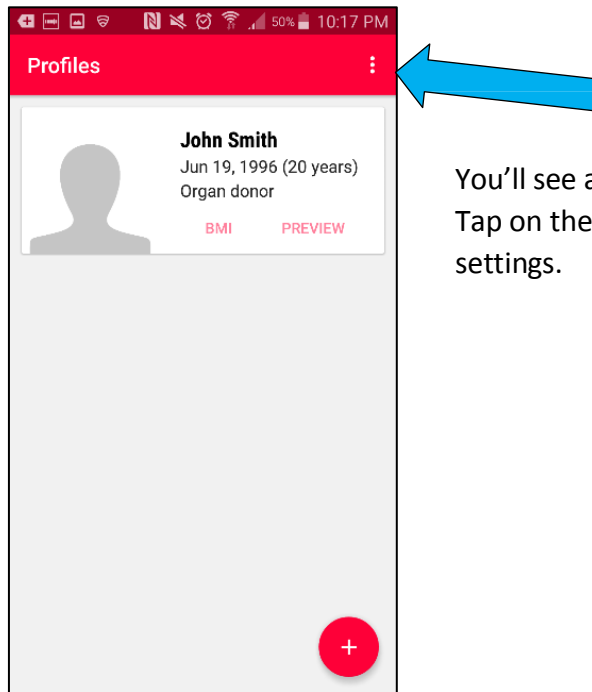 50% 10:17 PM
Profiles
John Smith
Jun 19, 1996 (20 years)
Organ donor
BMI PREVIEW
+
You'll see a
Tap on the
settings.